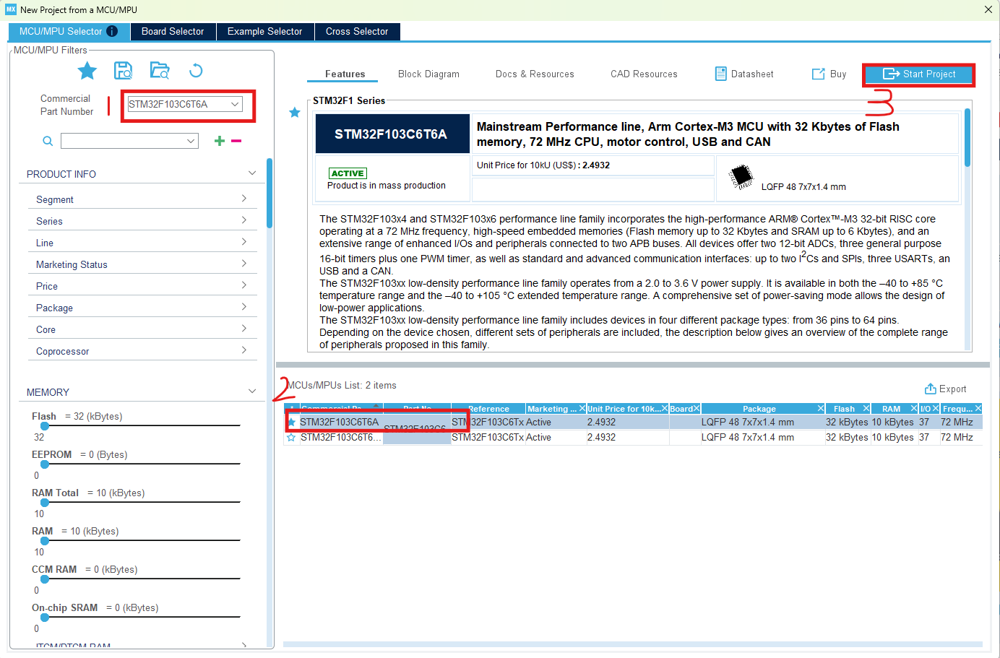 New Project from a MCU/MPU
MCU/MPU Selector
Board Selector
Example Selector
Cross Selector
MCU/MPU Filters
Commercial Part Number
STM32F103C6T6A
PRODUCT INFO
Segment
Series
Line
Marketing Status
Price
Package
Core
Coprocessor
MEMORY
Flash = 32 (kBytes)
32
EEPROM = 0 (Bytes)
0
RAM Total = 10 (kBytes)
10
RAM = 10 (kBytes)
10
CCM RAM = 0 (kBytes)
0
On-chip SRAM = 0 (kBytes)
0
ITCM/DTCM RAM
Features
Block Diagram
Docs & Resources
CAD Resources
Datasheet
Buy
Start Project
3
STM32F1 Series
STM32F103C6T6A
Mainstream Performance line, Arm Cortex-M3 MCU with 32 Kbytes of Flash
memory, 72 MHz CPU, motor control, USB and CAN
ACTIVE
Product is in mass production
Unit Price for 10kU (US$) : 2.4932
LQFP 48 7x7x1.4 mm
The STM32F103x4 and STM32F103x6 performance line family incorporates the high-performance ARM® Cortex™-M3 32-bit RISC core
operating at a 72 MHz frequency, high-speed embedded memories (Flash memory up to 32 Kbytes and SRAM up to 6 Kbytes), and an
extensive range of enhanced I/Os and peripherals connected to two APB buses. All devices offer two 12-bit ADCs, three general purpose
16-bit timers plus one PWM timer, as well as standard and advanced communication interfaces: up to two I²Cs and SPIs, three USARTs, an
USB and a CAN.
The STM32F103xx low-density performance line family operates from a 2.0 to 3.6 V power supply. It is available in both the –40 to +85 °C
temperature range and the –40 to +105 °C extended temperature range. A comprehensive set of power-saving mode allows the design of
low-power applications.
The STM32F103xx low-density performance line family includes devices in four different package types: from 36 pins to 64 pins.
Depending on the device chosen, different sets of peripherals are included, the description below gives an overview of the complete range
of peripherals proposed in this family.
2
MCUs/MPUs List: 2 items
Export
* Commercial Pa... Part No Reference Marketing ... Unit Price for 10k... Board Package Flash RAM I/O Frequ...
STM32F103C6T6A STM32F103C6 STM32F103C6Tx Active 2.4932 LQFP 48 7x7x1.4 mm 32 kBytes 10 kBytes 37 72 MHz
STM32F103C6T6... STM32F103C6Tx Active 2.4932 LQFP 48 7x7x1.4 mm 32 kBytes 10 kBytes 37 72 MHz